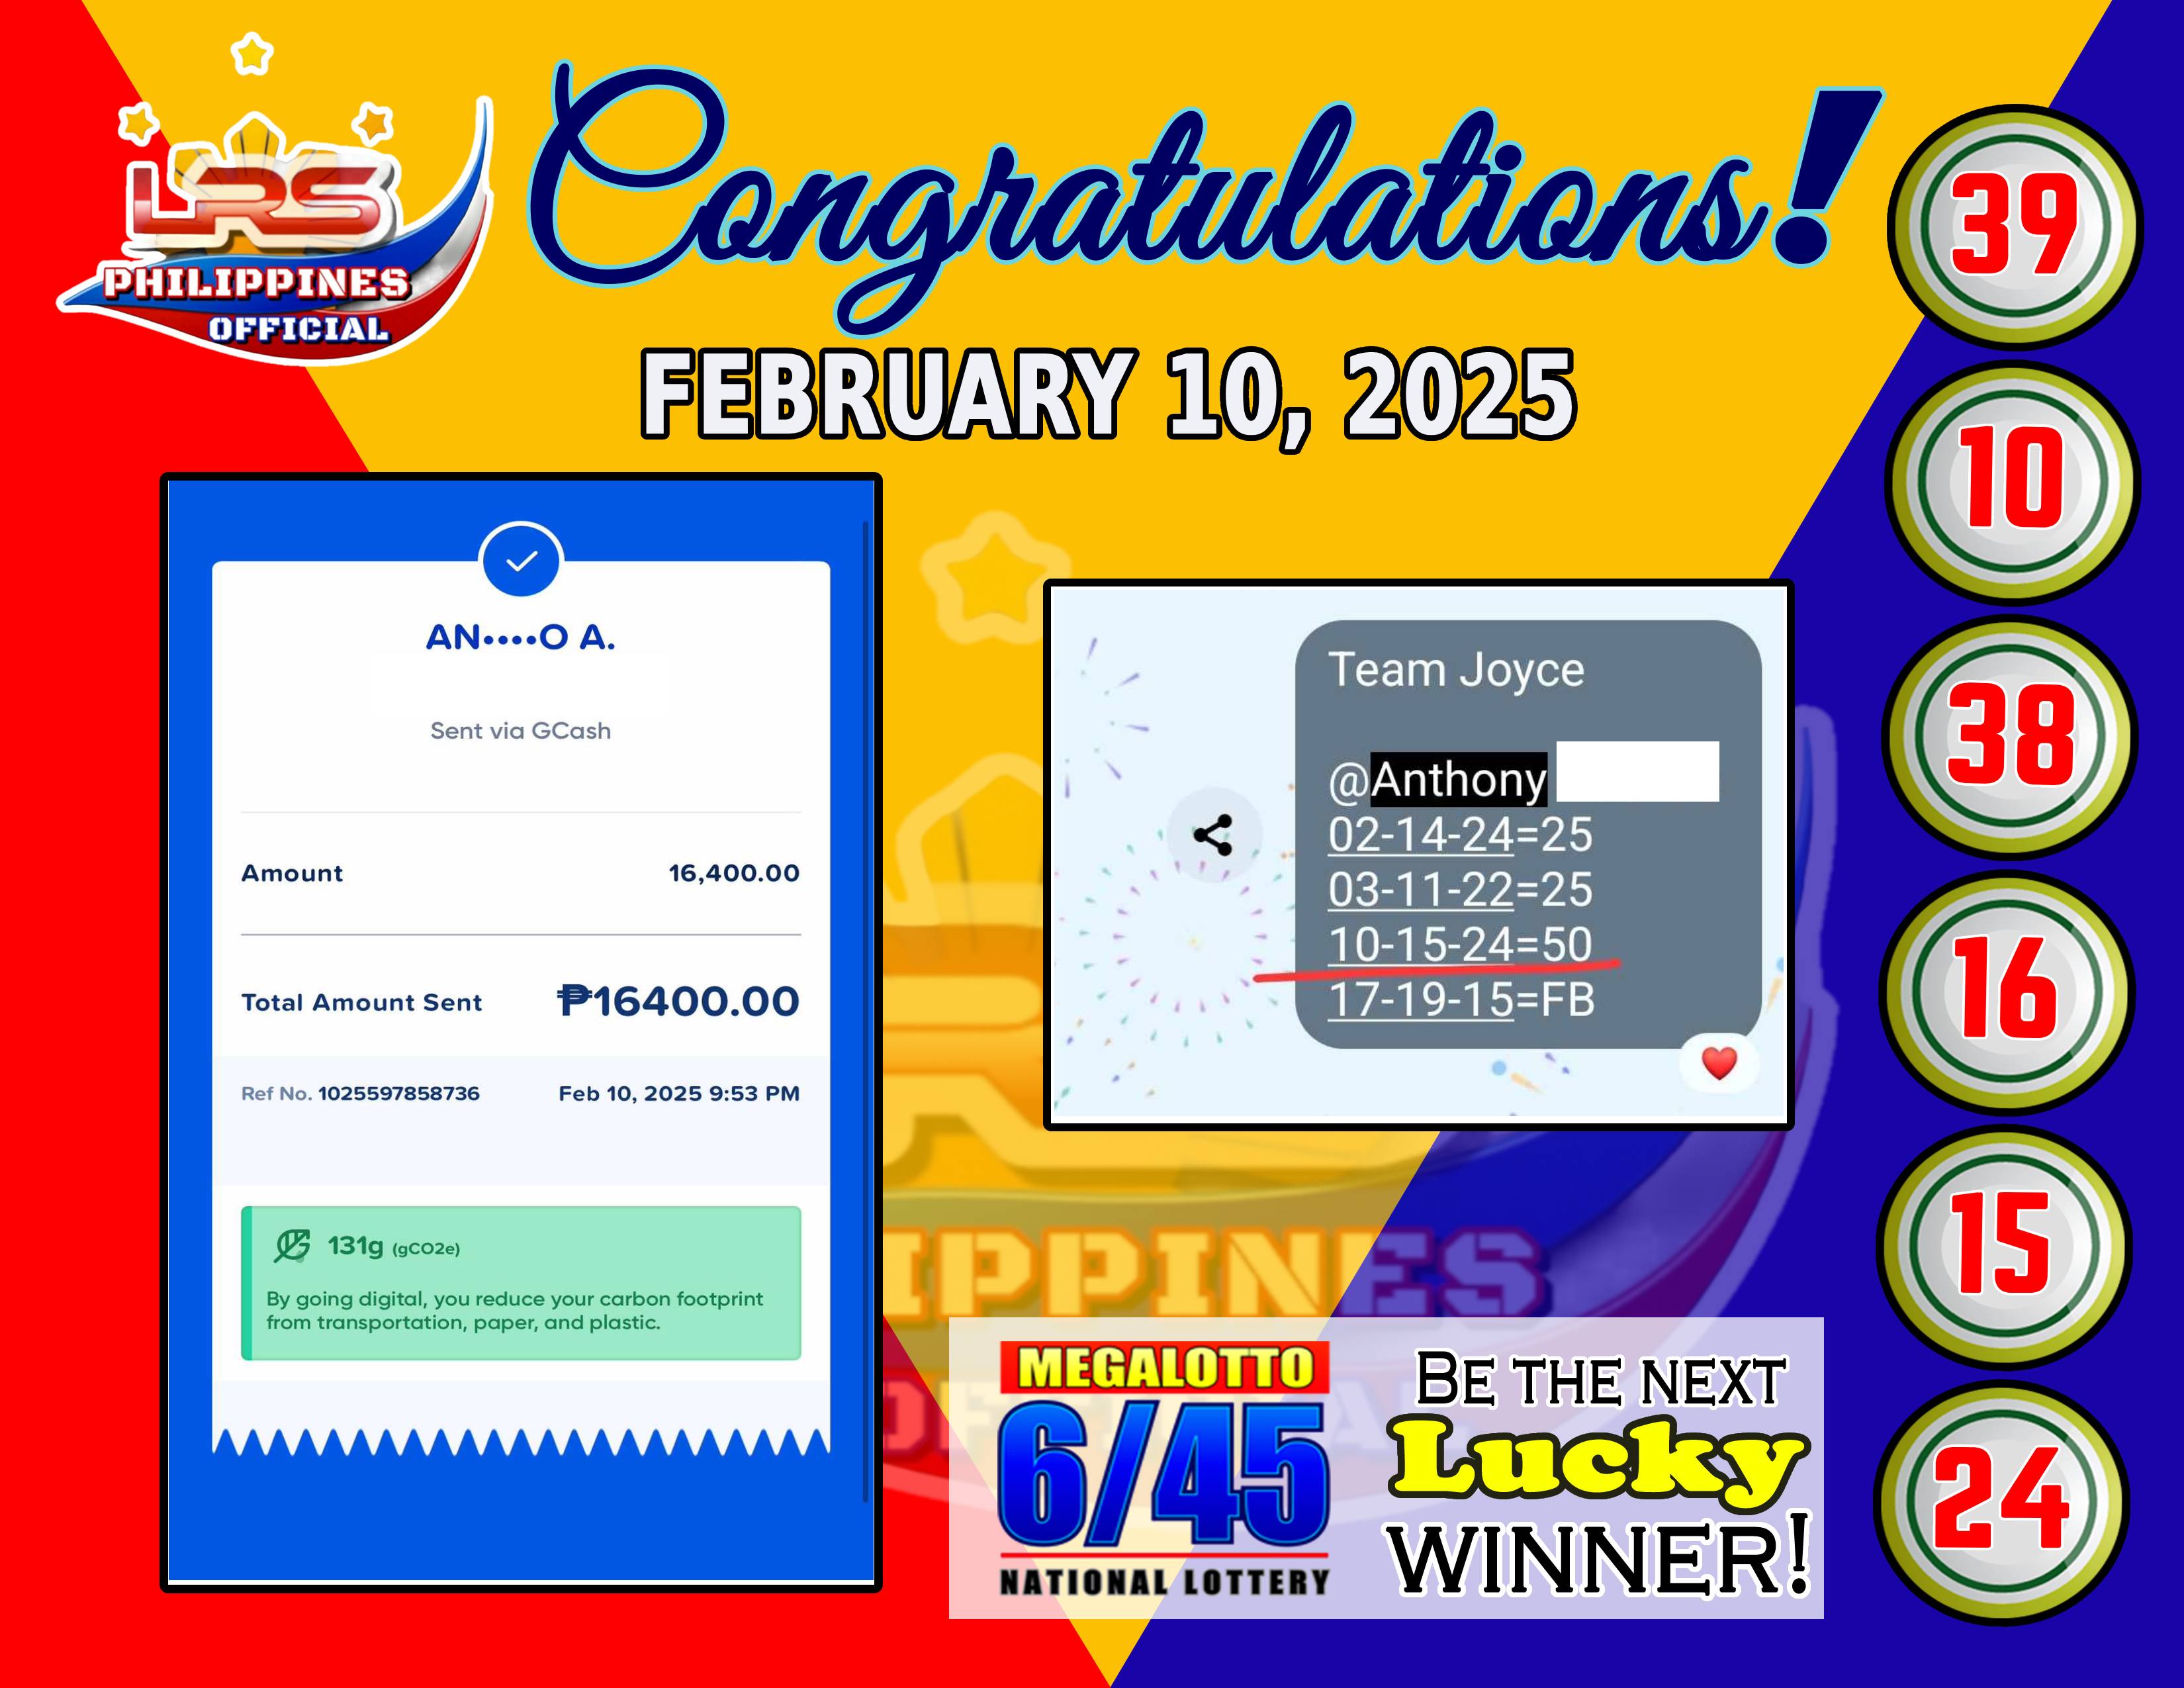 LRS
PHILIPPINES
OFFICIAL
Congratulations!
FEBRUARY 10, 2025
AN••••O A.
Sent via GCash
Amount 16,400.00
Total Amount Sent ₱16400.00
Ref No. 1025597858736 Feb 10, 2025 9:53 PM
131g (gCO2e)
By going digital, you reduce your carbon footprint
from transportation, paper, and plastic.
Team Joyce
@Anthony
02-14-24=25
03-11-22=25
10-15-24=50
17-19-15=FB
IPPINES
MEGALOTTO
6/45
NATIONAL LOTTERY
BE THE NEXT
Lucky
WINNER!
39
10
38
16
15
24